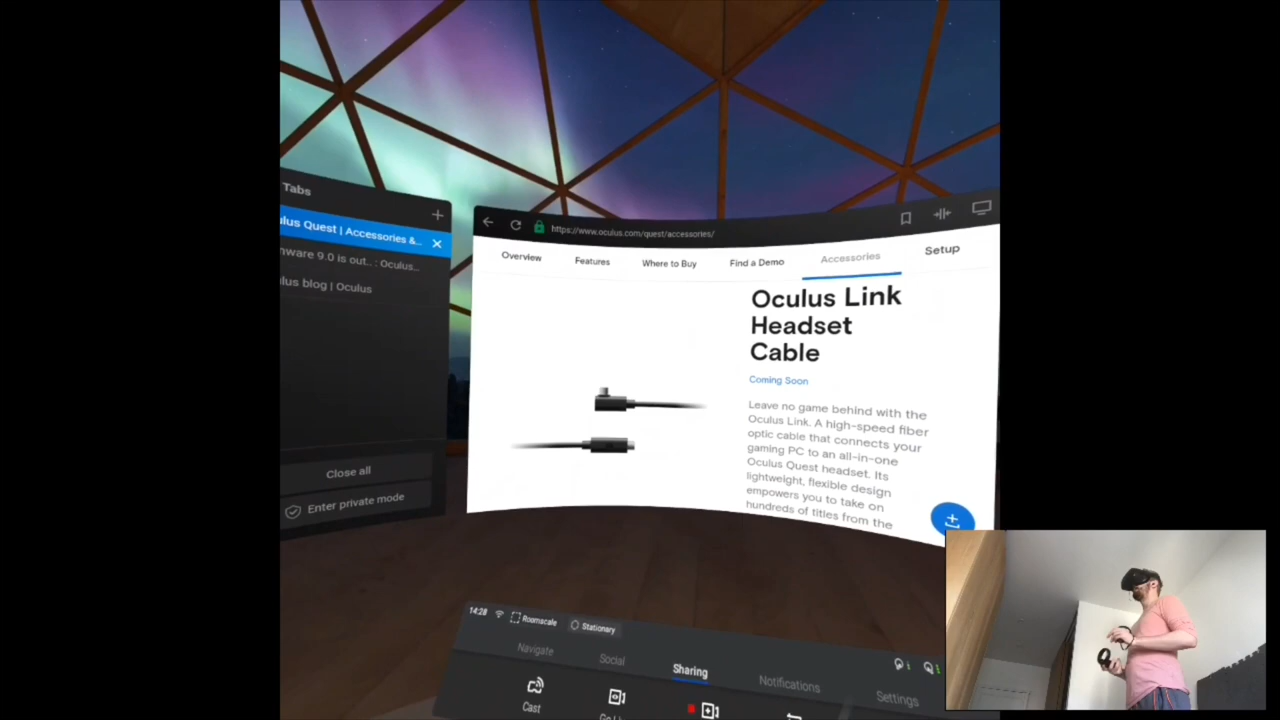 Tabs
ulus Quest | Accessories &...
nware 9.0 is out.. : Oculus...
lus blog | Oculus
Close all
Enter private mode
https://www.oculus.com/quest/accessories/
Overview Features Where to Buy Find a Demo Accessories Setup
Oculus Link
Headset
Cable
Coming Soon
Leave no game behind with the
Oculus Link. A high-speed fiber
optic cable that connects your
gaming PC to an all-in-one
Oculus Quest headset. Its
lightweight, flexible design
empowers you to take on
hundreds of titles from the
14:28 Roomscale Stationary
Navigate Social Sharing Notifications Settings
Cast